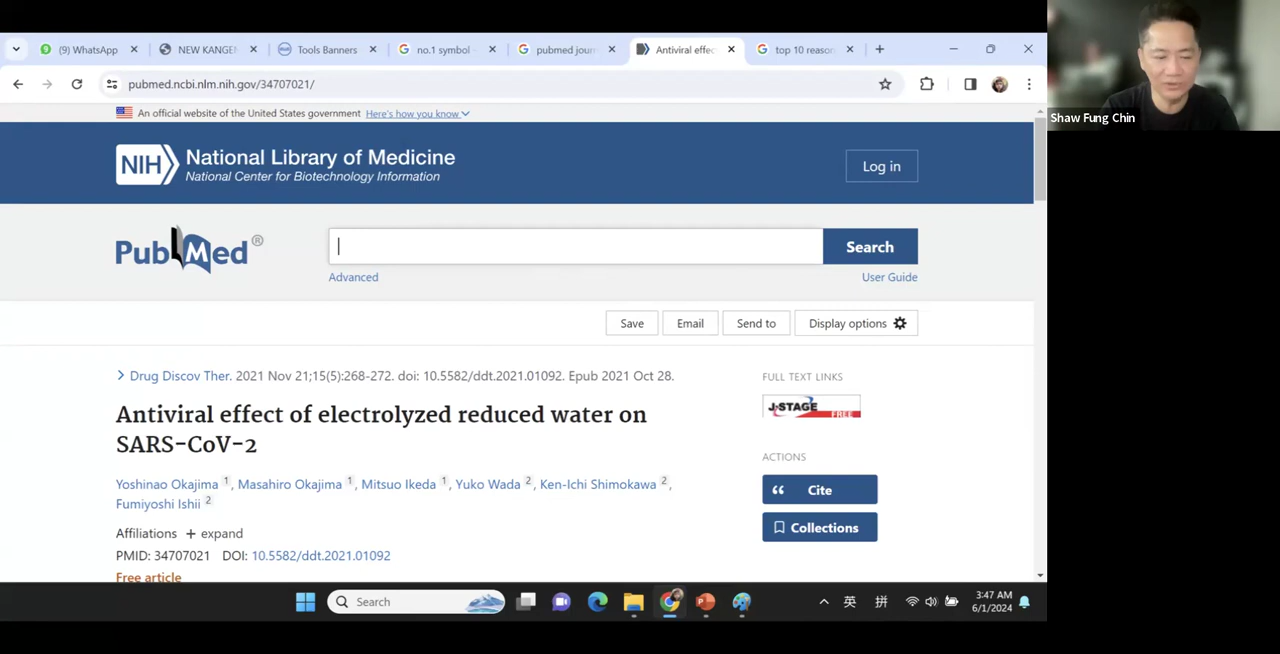 (9) WhatsApp
NEW KANGE
Tools Banners
no.1 symbol
pubmed jour
Antiviral effec
top 10 reaso
pubmed.ncbi.nlm.nih.gov/34707021/
Shaw Fung Chin
An official website of the United States government Here's how you know
NIH National Library of Medicine
National Center for Biotechnology Information
Log in
PubMed®
Search
Advanced
User Guide
Save
Email
Send to
Display options
Drug Discov Ther. 2021 Nov 21;15(5):268-272. doi: 10.5582/ddt.2021.01092. Epub 2021 Oct 28.
FULL TEXT LINKS
J-STAGE
FREE
Antiviral effect of electrolyzed reduced water on
SARS-CoV-2
ACTIONS
Yoshinao Okajima 1, Masahiro Okajima 1, Mitsuo Ikeda 1, Yuko Wada 2, Ken-Ichi Shimokawa 2,
Fumiyoshi Ishii 2
Cite
Collections
Affiliations + expand
PMID: 34707021 DOI: 10.5582/ddt.2021.01092
Free article
Search
英
拼
3:47 AM
6/1/2024